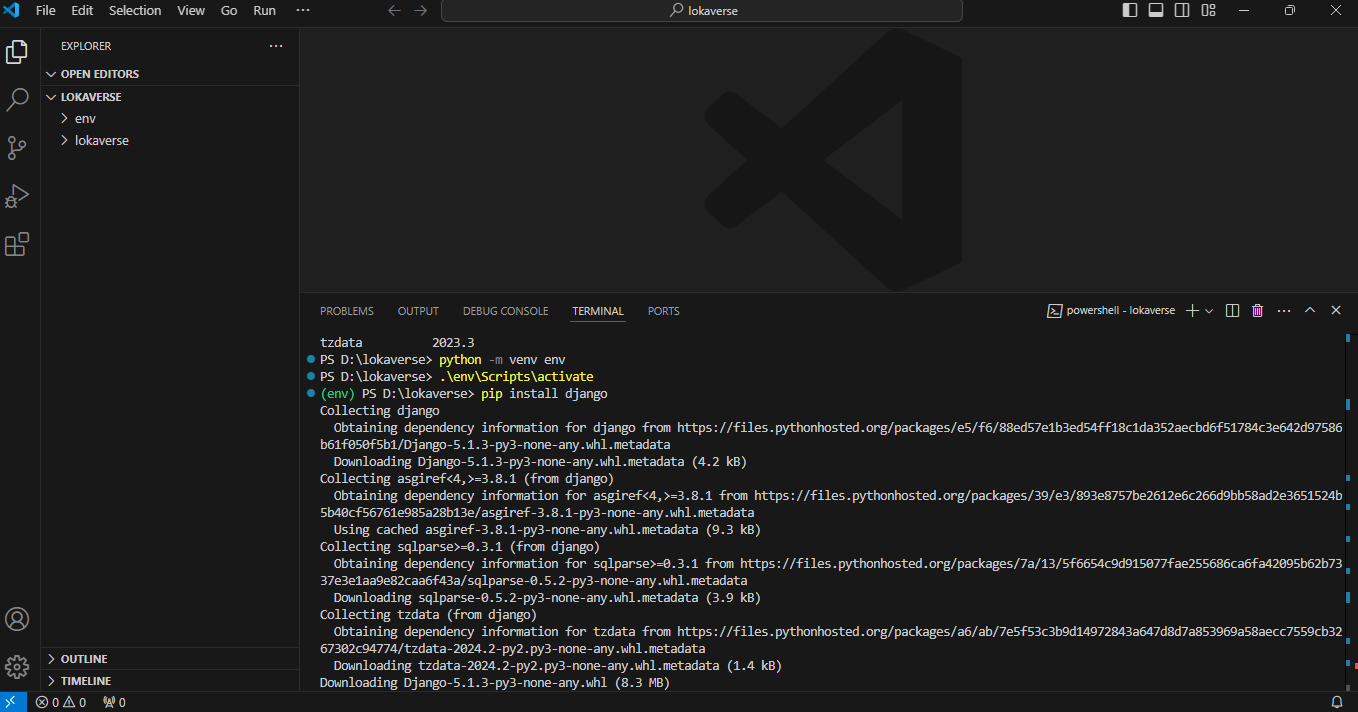 File Edit Selection View Go Run ···
lokaverse
EXPLORER ···
OPEN EDITORS
LOKAVERSE
env
lokaverse
OUTLINE
TIMELINE
PROBLEMS OUTPUT DEBUG CONSOLE TERMINAL PORTS
powershell - lokaverse
tzdata 2023.3
PS D:\lokaverse> python -m venv env
PS D:\lokaverse> .\env\Scripts\activate
(env) PS D:\lokaverse> pip install django
Collecting django
Obtaining dependency information for django from https://files.pythonhosted.org/packages/e5/f6/88ed57e1b3ed54ff18c1da352aecbd6f51784c3e642d97586
b61f050f5b1/Django-5.1.3-py3-none-any.whl.metadata
Downloading Django-5.1.3-py3-none-any.whl.metadata (4.2 kB)
Collecting asgiref<4,>=3.8.1 (from django)
Obtaining dependency information for asgiref<4,>=3.8.1 from https://files.pythonhosted.org/packages/39/e3/893e8757be2612e6c266d9bb58ad2e3651524b
5b40cf56761e985a28b13e/asgiref-3.8.1-py3-none-any.whl.metadata
Using cached asgiref-3.8.1-py3-none-any.whl.metadata (9.3 kB)
Collecting sqlparse>=0.3.1 (from django)
Obtaining dependency information for sqlparse>=0.3.1 from https://files.pythonhosted.org/packages/7a/13/5f6654c9d915077fae255686ca6fa42095b62b73
37e3e1aa9e82caa6f43a/sqlparse-0.5.2-py3-none-any.whl.metadata
Downloading sqlparse-0.5.2-py3-none-any.whl.metadata (3.9 kB)
Collecting tzdata (from django)
Obtaining dependency information for tzdata from https://files.pythonhosted.org/packages/a6/ab/7e5f53c3b9d14972843a647d8d7a853969a58aecc7559cb32
67302c94774/tzdata-2024.2-py2.py3-none-any.whl.metadata
Downloading tzdata-2024.2-py2.py3-none-any.whl.metadata (1.4 kB)
Downloading Django-5.1.3-py3-none-any.whl (8.3 MB)
0 0 0